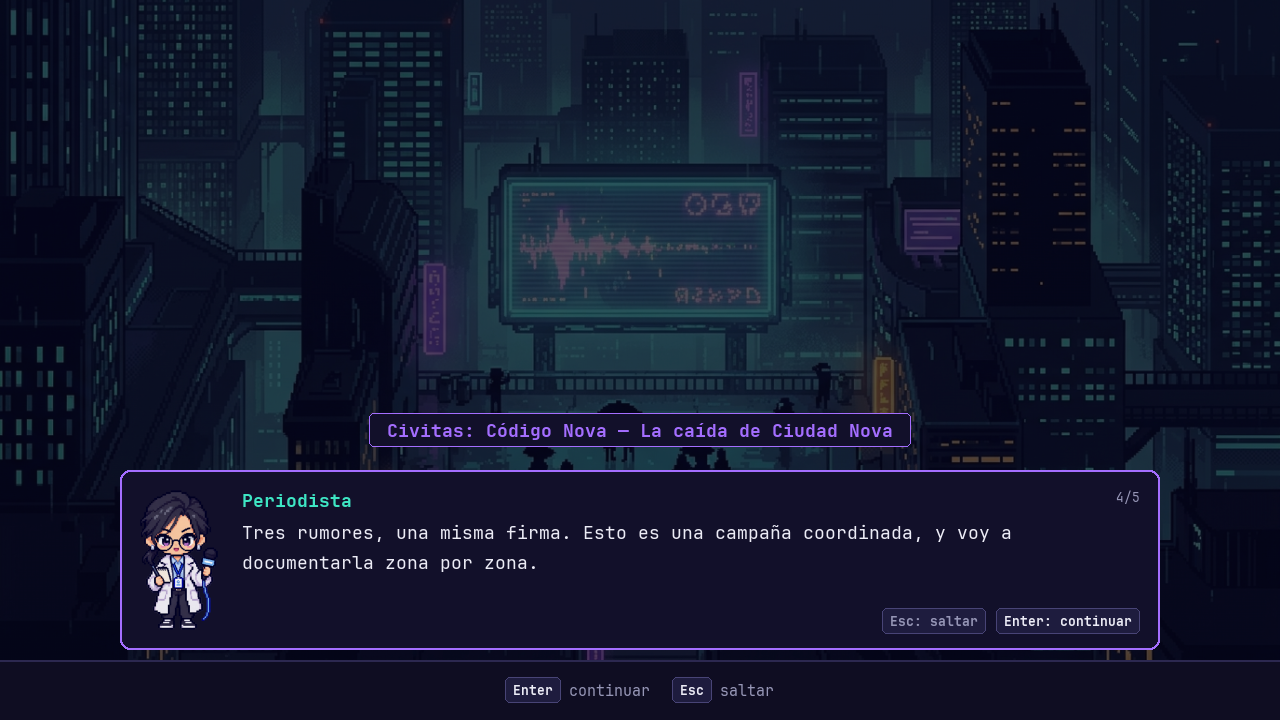 Civitas: Código Nova — La caída de Ciudad Nova
Periodista
4/5
Tres rumores, una misma firma. Esto es una campaña coordinada, y voy a
documentarla zona por zona.
Esc: saltar
Enter: continuar
Enter continuar Esc saltar